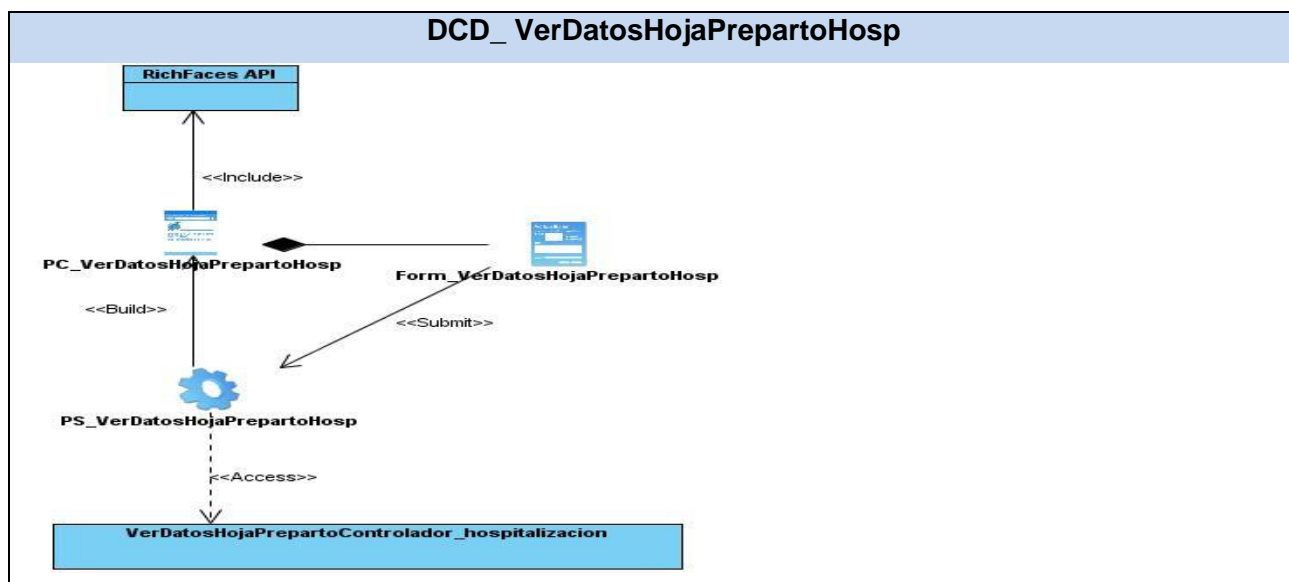 DCD_ VerDatosHojaPrepartoHosp
RichFaces API
<<Include>>
PC_VerDatosHojaPrepartoHosp
Form_VerDatosHojaPrepartoHosp
<<Build>>
<<Submit>>
PS_VerDatosHojaPrepartoHosp
<<Access>>
VerDatosHojaPrepartoControlador_hospitalizacion